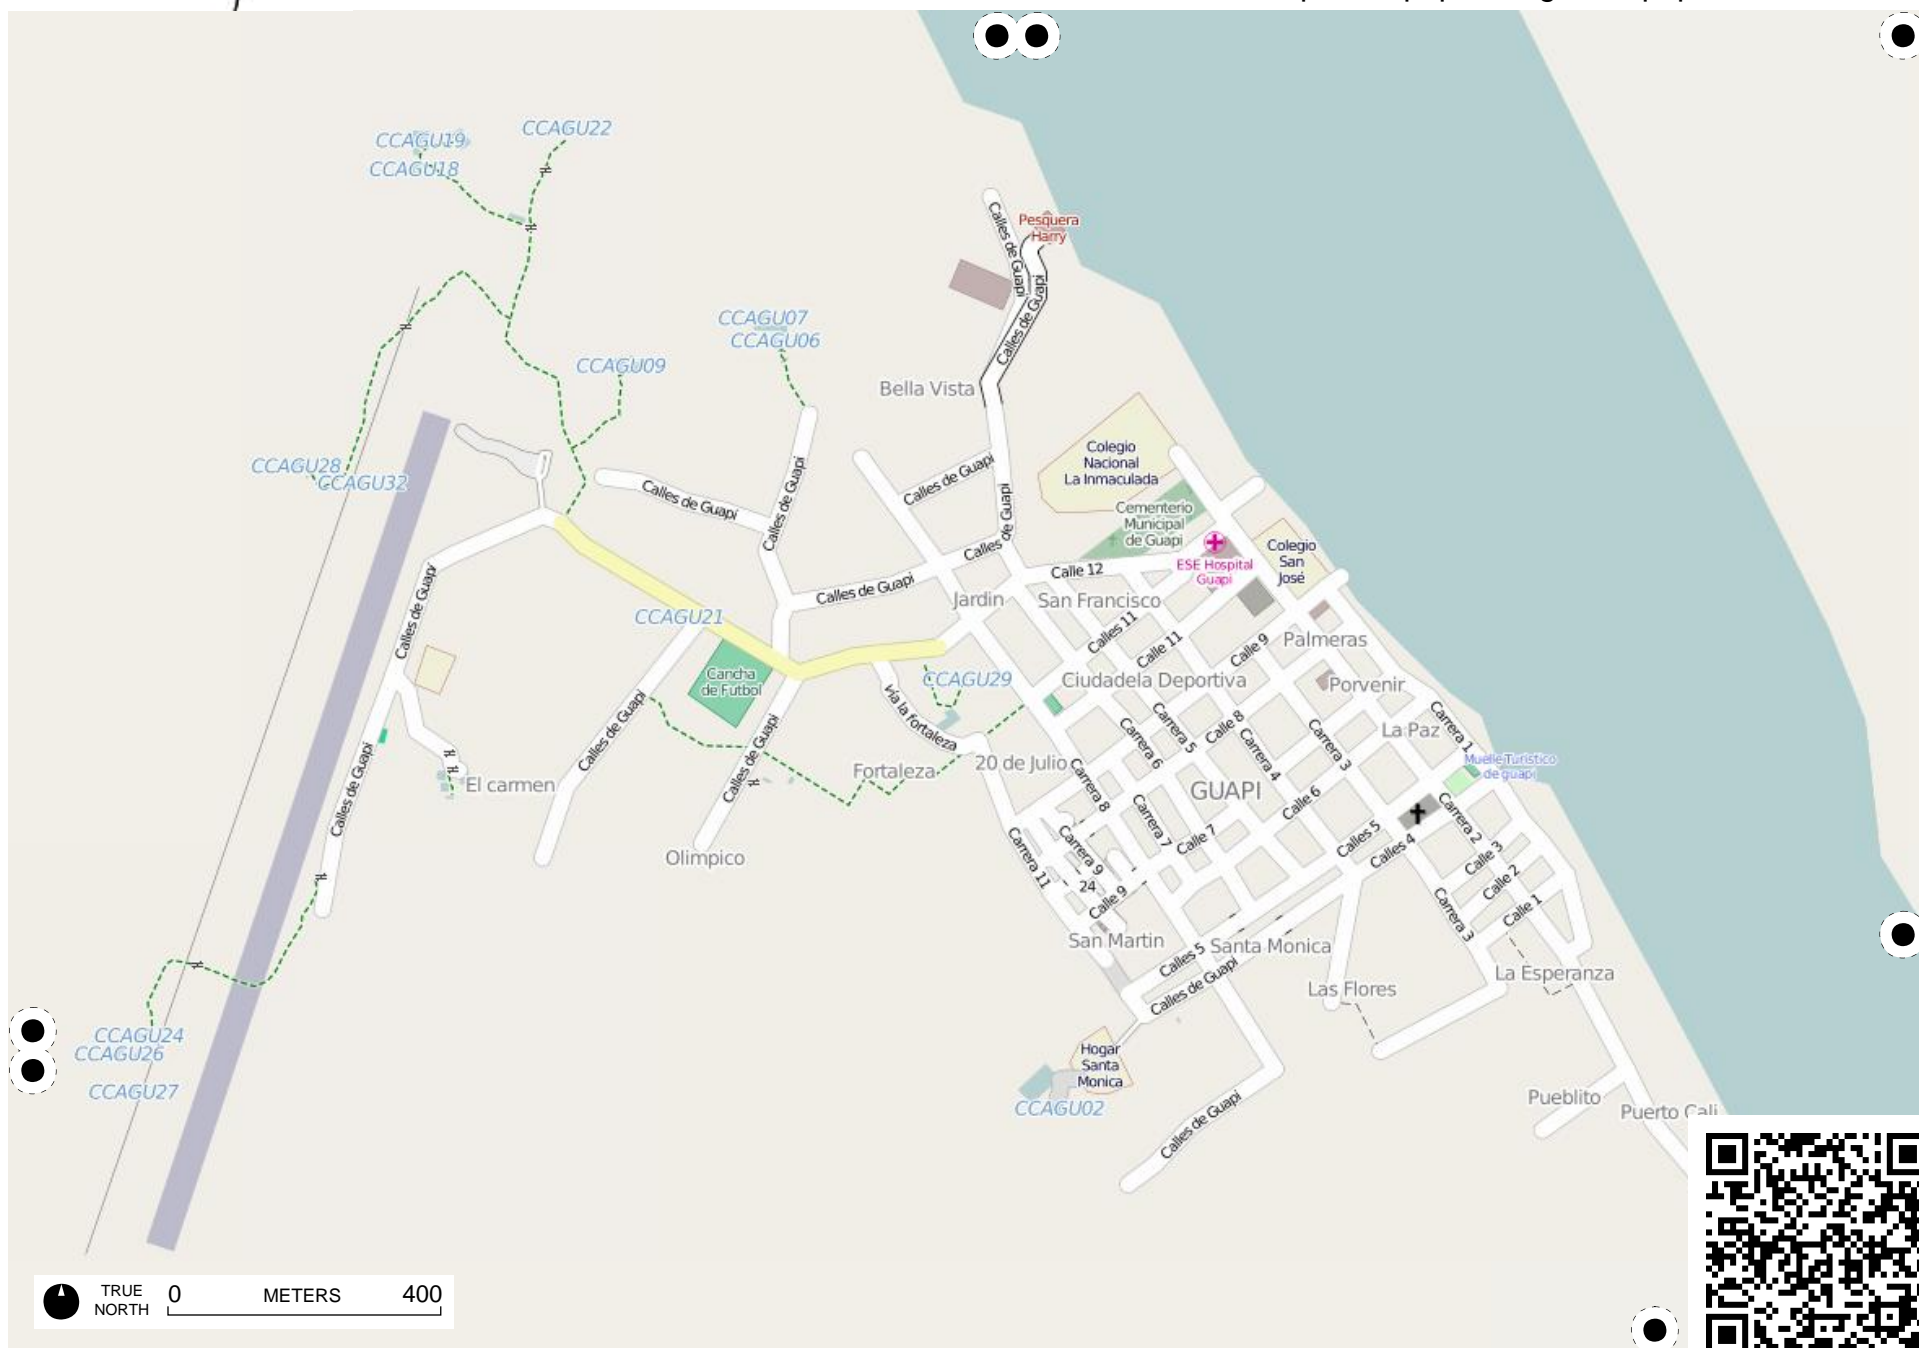 CCAGU22
CCAGU19
CCAGU18
Pesquera
Harry
Calles de Guapi
Calles de Guapi
CCAGU07
CCAGU06
CCAGU09
Bella Vista
Colegio
Nacional
La Inmaculada
CCAGU28
CCAGU32
Calles de Guapi
Calles de Guapi
Calles de Guapi
Calles de Guapi
Cementerio
Municipal
de Guapi
Colegio
San
José
ESE Hospital
Guapi
Calle 12
Calles de Guapi
Calles de Guapi
Jardin
San Francisco
CCAGU21
Calles 11
Calle 11
Calle 9
Palmeras
Cancha
de Futbol
CCAGU29
Ciudadela Deportiva
Porvenir
Calles de Guapi
Vía la fortaleza
Carrera 6
Carrera 5
Calle 8
Carrera 4
Carrera 3
La Paz
Carrera 1
Calles de Guapi
Calles de Guapi
El carmen
Fortaleza
20 de Julio
Carrera 8
GUAPI
Muelle Turistico
de guapi
Calle 6
Carrera 7
Calle 7
Carrera 2
Olimpico
Carrera 11
Carrera 9
24
Calle 9
Calles 5
Calles 4
Calle 3
Calle 2
Calle 1
Carrera 3
San Martin
Calles 5
Santa Monica
Calles de Guapi
Las Flores
La Esperanza
CCAGU24
CCAGU26
CCAGU27
Hogar
Santa
Monica
CCAGU02
Calles de Guapi
Pueblito
Puerto Cali
TRUE
NORTH
0 METERS 400